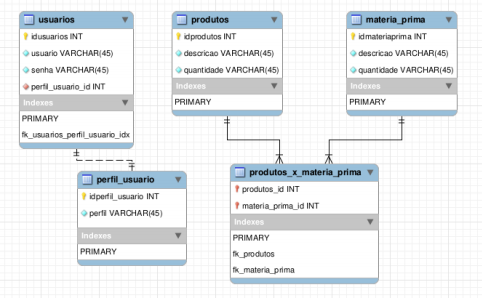 usuarios
idusuarios INT
usuario VARCHAR(45)
senha VARCHAR(45)
perfil_usuario_id INT
Indexes
PRIMARY
fk_usuarios_perfil_usuario_idx
produtos
idprodutos INT
descricao VARCHAR(45)
quantidade VARCHAR(45)
Indexes
PRIMARY
materia_prima
idmateriaprima INT
descricao VARCHAR(45)
quantidade VARCHAR(45)
Indexes
PRIMARY
perfil_usuario
idperfil_usuario INT
perfil VARCHAR(45)
Indexes
PRIMARY
produtos_x_materia_prima
produtos_id INT
materia_prima_id INT
Indexes
PRIMARY
fk_produtos
fk_materia_prima